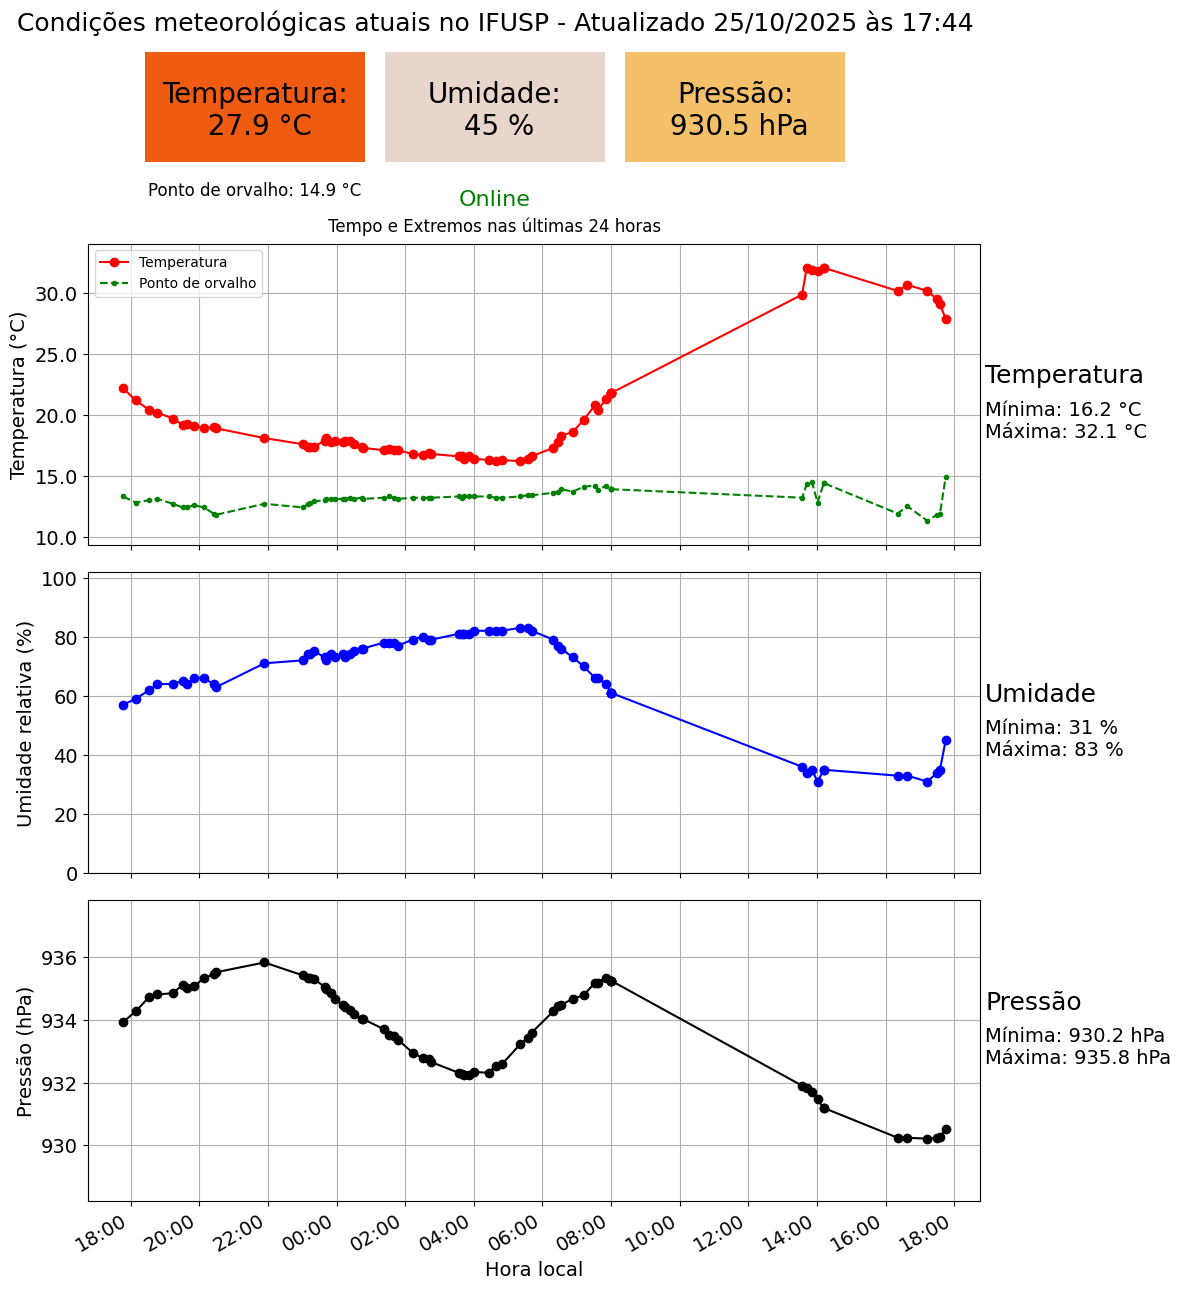 Condições meteorológicas atuais no IFUSP - Atualizado 25/10/2025 às 17:44
Temperatura:
27.9 °C
Umidade:
45 %
Pressão:
930.5 hPa
Ponto de orvalho: 14.9 °C
Online
Tempo e Extremos nas últimas 24 horas
Temperatura
Ponto de orvalho
Temperatura (°C)
30.0
25.0
20.0
15.0
10.0
Temperatura
Mínima: 16.2 °C
Máxima: 32.1 °C
Umidade relativa (%)
100
80
60
40
20
0
Umidade
Mínima: 31 %
Máxima: 83 %
Pressão (hPa)
936
934
932
930
Pressão
Mínima: 930.2 hPa
Máxima: 935.8 hPa
18:00 20:00 22:00 00:00 02:00 04:00 06:00 08:00 10:00 12:00 14:00 16:00 18:00
Hora local